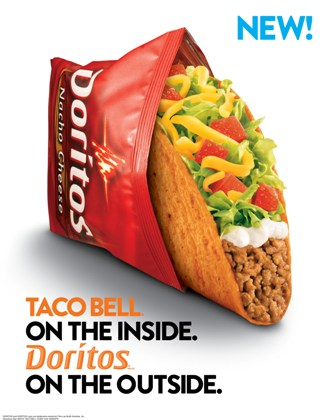 NEW!
Doritos
Nacho Cheese
TACO BELL
ON THE INSIDE.
Doritos
ON THE OUTSIDE.